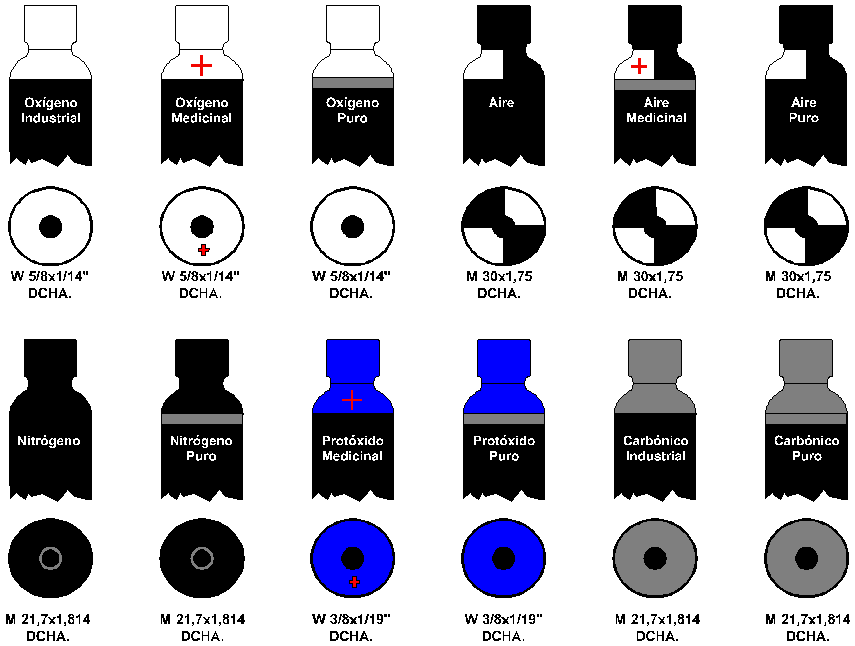 Oxígeno
Industrial
Oxígeno
Medicinal
Oxígeno
Puro
Aire
Aire
Medicinal
Aire
Puro
W 5/8x1/14"
DCHA.
W 5/8x1/14"
DCHA.
W 5/8x1/14"
DCHA.
M 30x1,75
DCHA.
M 30x1,75
DCHA.
M 30x1,75
DCHA.
Nitrógeno
Nitrógeno
Puro
Protóxido
Medicinal
Protóxido
Puro
Carbónico
Industrial
Carbónico
Puro
M 21,7x1,814
DCHA.
M 21,7x1,814
DCHA.
W 3/8x1/19"
DCHA.
W 3/8x1/19"
DCHA.
M 21,7x1,814
DCHA.
M 21,7x1,814
DCHA.